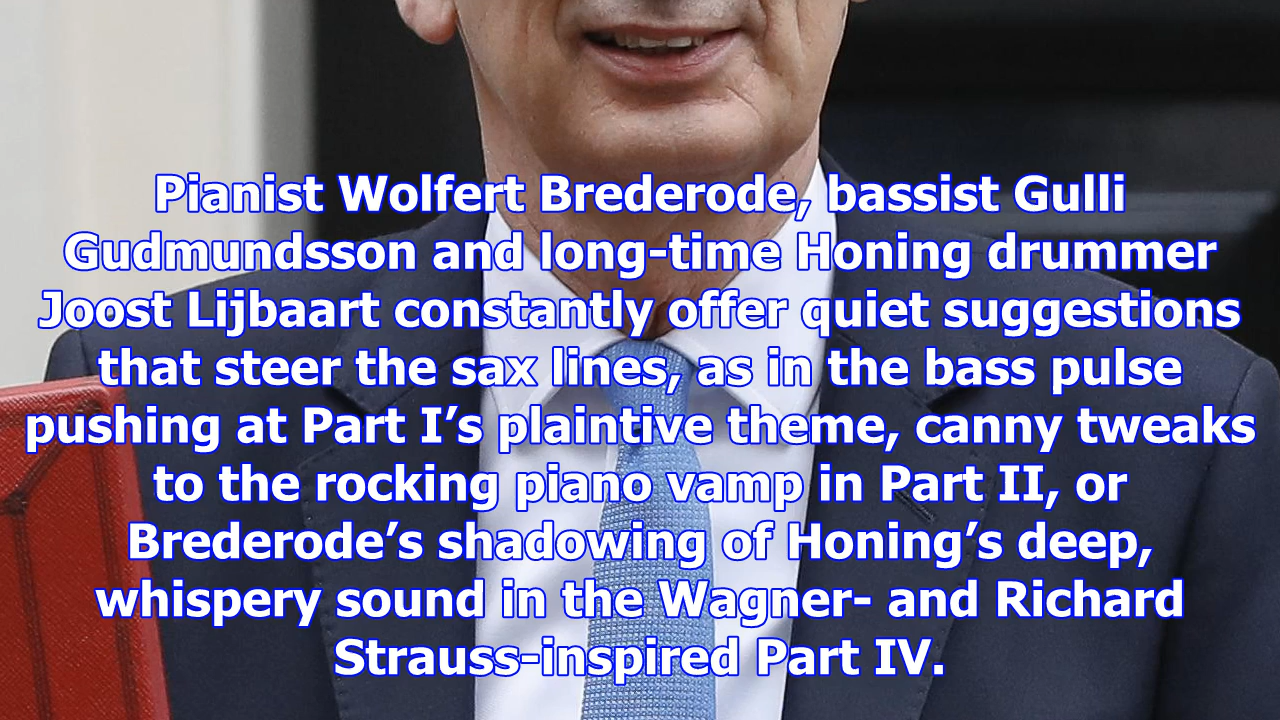 Pianist Wolfert Brederode, bassist Gulli
Gudmundsson and long-time Honing drummer
Joost Lijbaart constantly offer quiet suggestions
that steer the sax lines, as in the bass pulse
pushing at Part I’s plaintive theme, canny tweaks
to the rocking piano vamp in Part II, or
Brederode’s shadowing of Honing’s deep,
whispery sound in the Wagner- and Richard
Strauss-inspired Part IV.